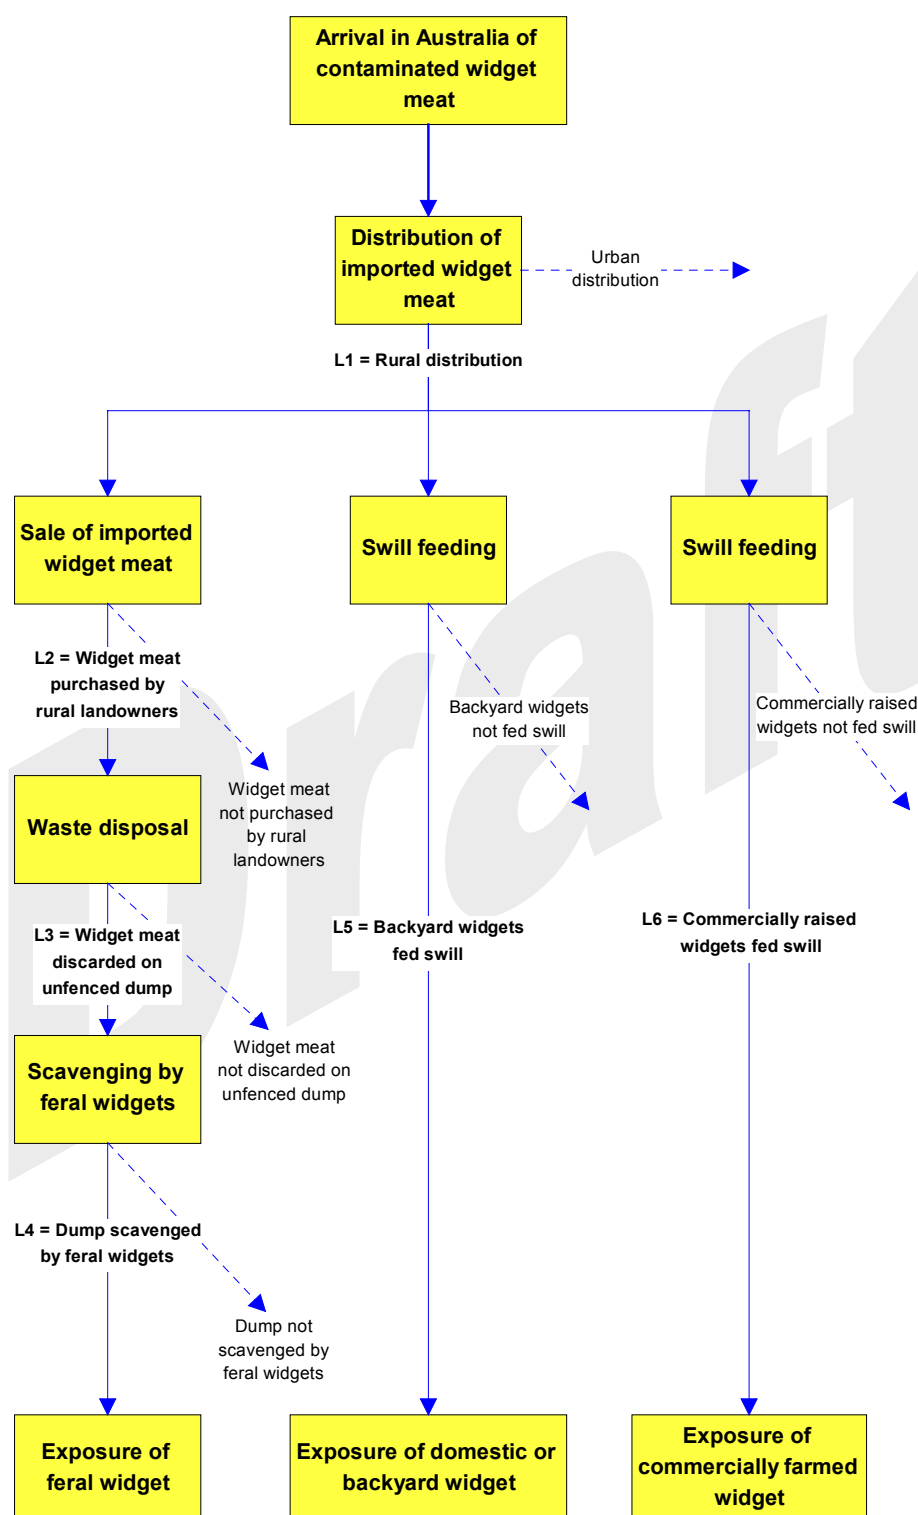 Arrival in Australia of
contaminated widget
meat
Distribution of
imported widget
meat
Urban
distribution
L1 = Rural distribution
Sale of imported
widget meat
Swill feeding
Swill feeding
L2 = Widget meat
purchased by
rural landowners
Backyard widgets
not fed swill
Commercially raised
widgets not fed swill
Widget meat
not purchased
by rural
landowners
Waste disposal
L3 = Widget meat
discarded on
unfenced dump
L5 = Backyard widgets
fed swill
L6 = Commercially raised
widgets fed swill
Widget meat
not discarded on
unfenced dump
Scavenging by
feral widgets
L4 = Dump scavenged
by feral widgets
Dump not
scavenged by
feral widgets
Exposure of
feral widget
Exposure of domestic or
backyard widget
Exposure of
commercially farmed
widget
Draft